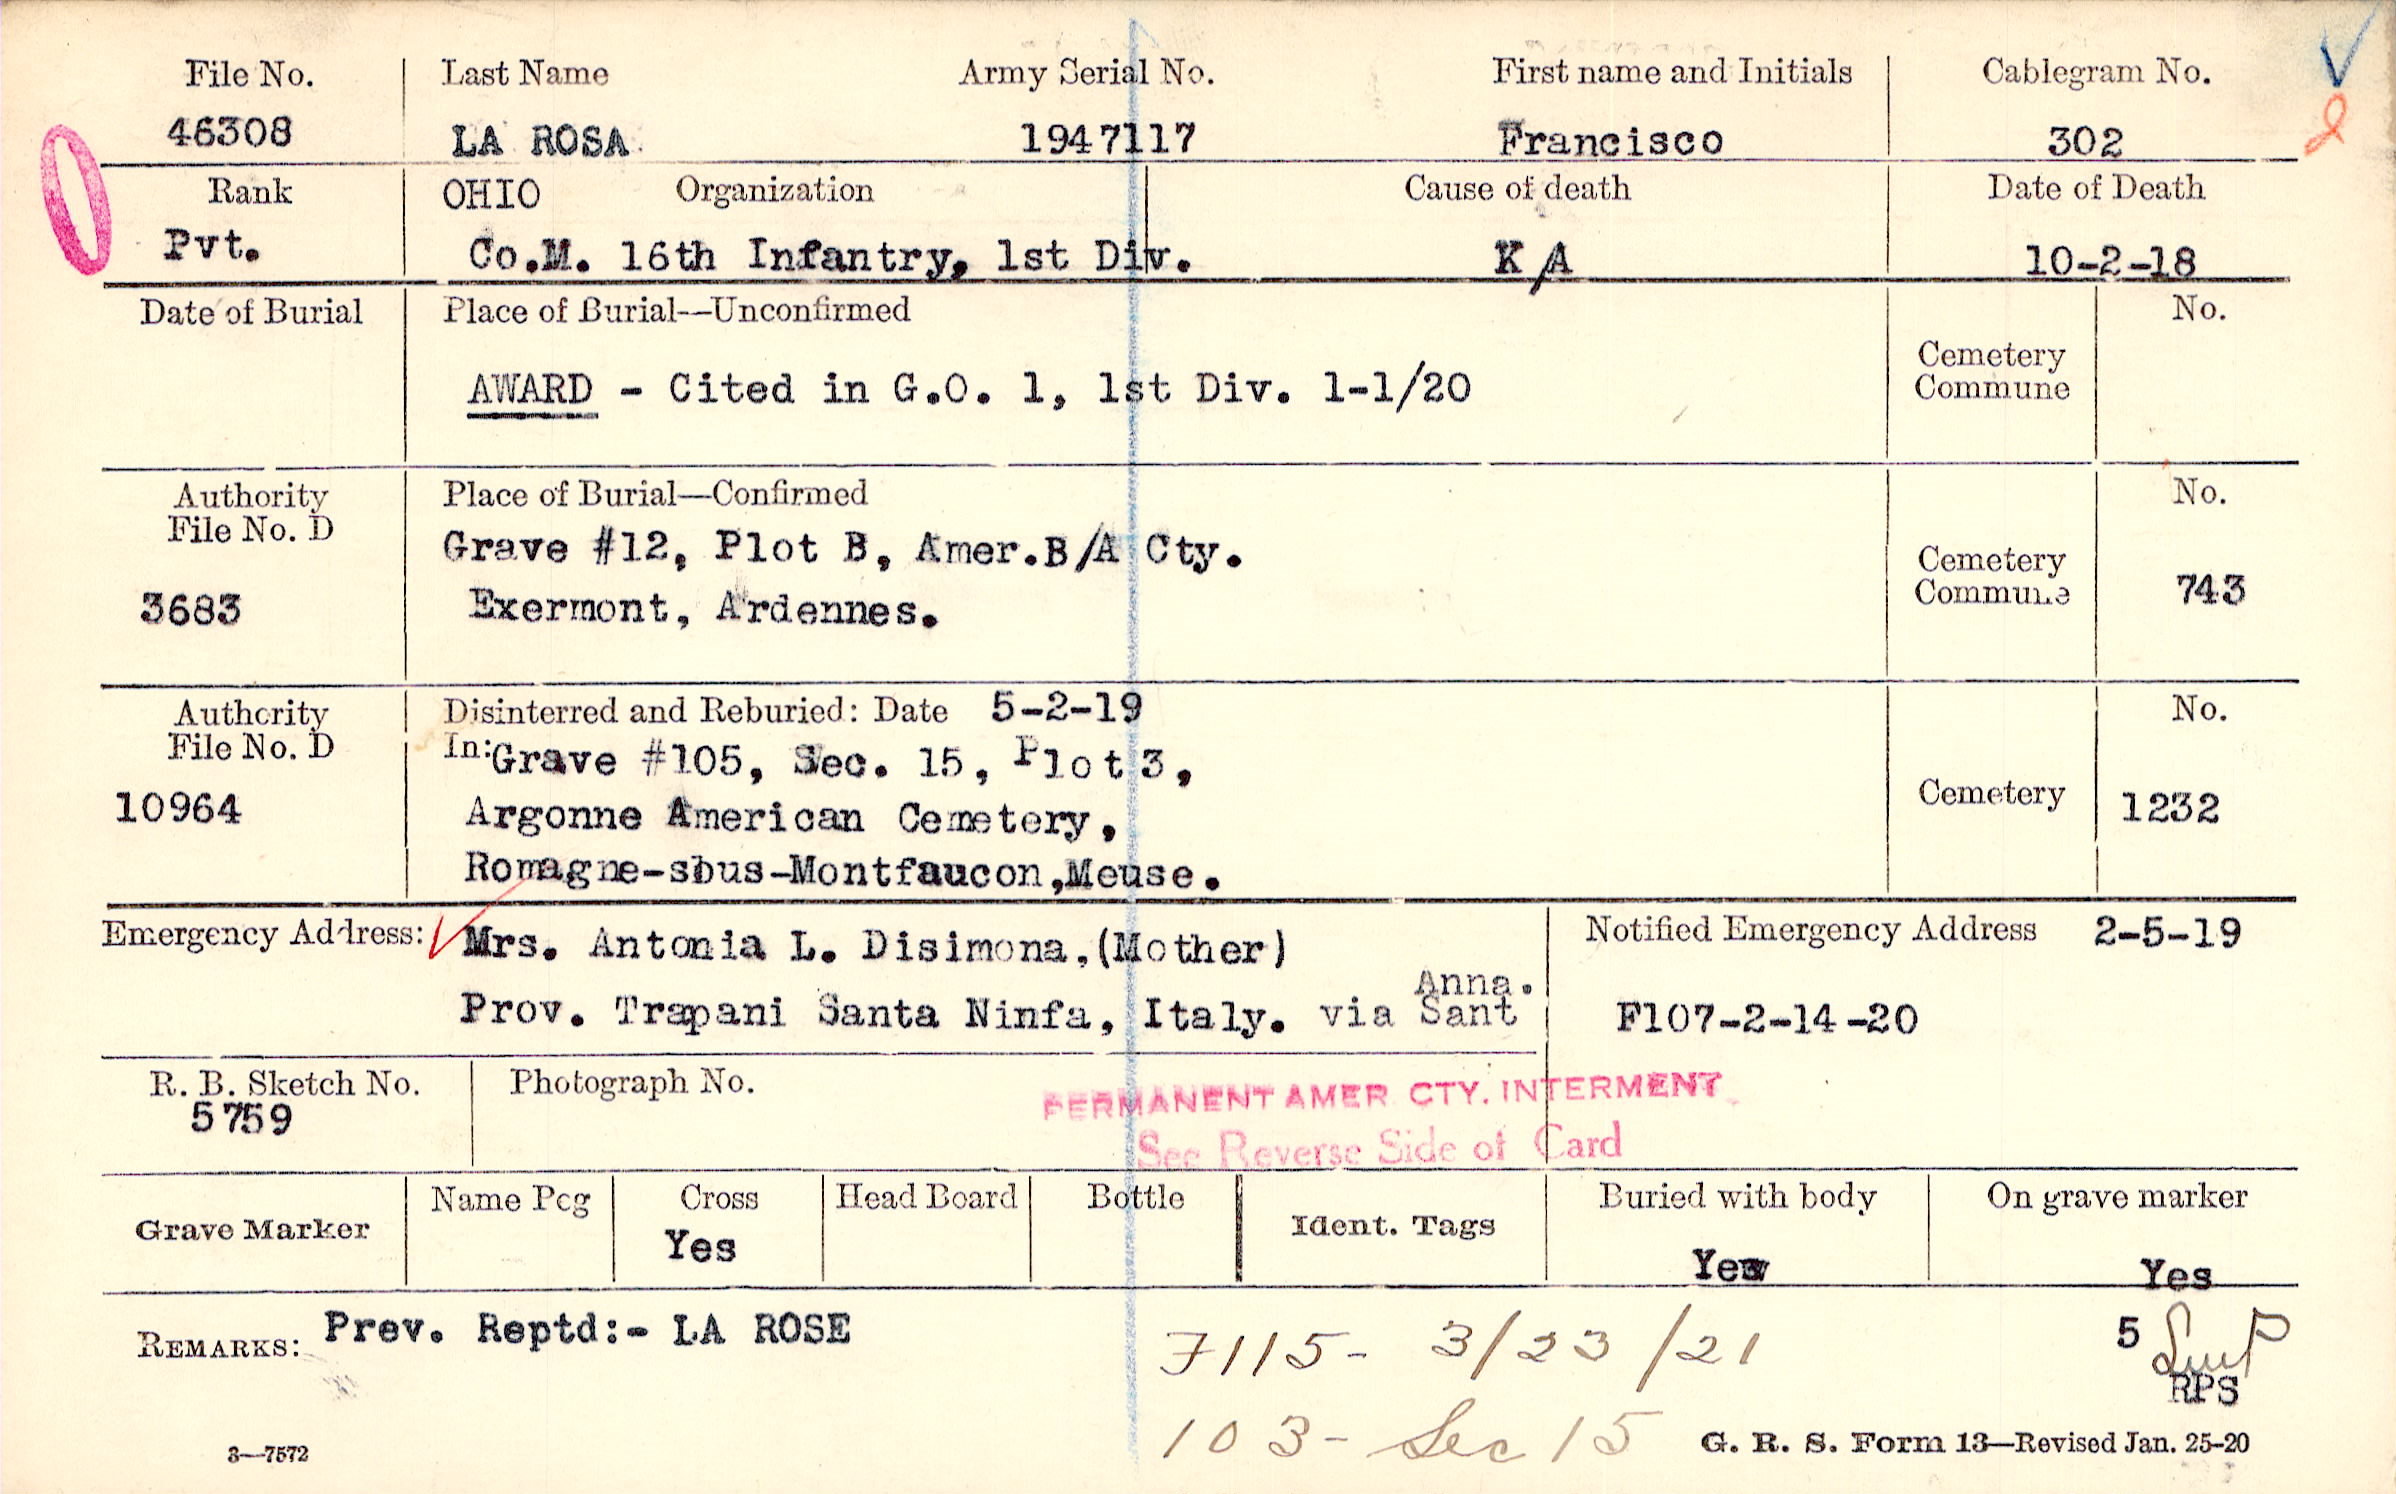 File No. Last Name Army Serial No. First name and Initials Cablegram No.
46308 LA ROSA 1947117 Francisco 302
Rank OHIO Organization Cause of death Date of Death
Pvt. Co.M. 16th Infantry, 1st Div. K/A 10-2-18
Date of Burial Place of Burial—Unconfirmed No.
Cemetery
Commune
AWARD - Cited in G.O. 1, 1st Div. 1-1/20
Authority Place of Burial—Confirmed No.
File No. D
Grave #12, Plot B, Amer.B/A Cty.
Cemetery
Commune 743
3683 Exermont, Ardennes.
Authority Disinterred and Reburied: Date 5-2-19 No.
File No. D In: Grave #105, Sec. 15, Plot 3,
10964 Argonne American Cemetery, Cemetery 1232
Romagne-sous-Montfaucon,Meuse.
Emergency Address: Mrs. Antonia L. Disimona,(Mother) Notified Emergency Address 2-5-19
Anna.
Prov. Trapani Santa Ninfa, Italy. via Sant F107-2-14-20
R. B. Sketch No. Photograph No.
5759
PERMANENT AMER CTY. INTERMENT
See Reverse Side of Card
Grave Marker Name Peg Cross Head Board Bottle Ident. Tags Buried with body On grave marker
Yes Yes Yes
REMARKS: Prev. Reptd:- LA ROSE
7115- 3/23/21
5
RPS
103- Sec 15
3—7572 G. R. S. Form 13—Revised Jan. 25-20